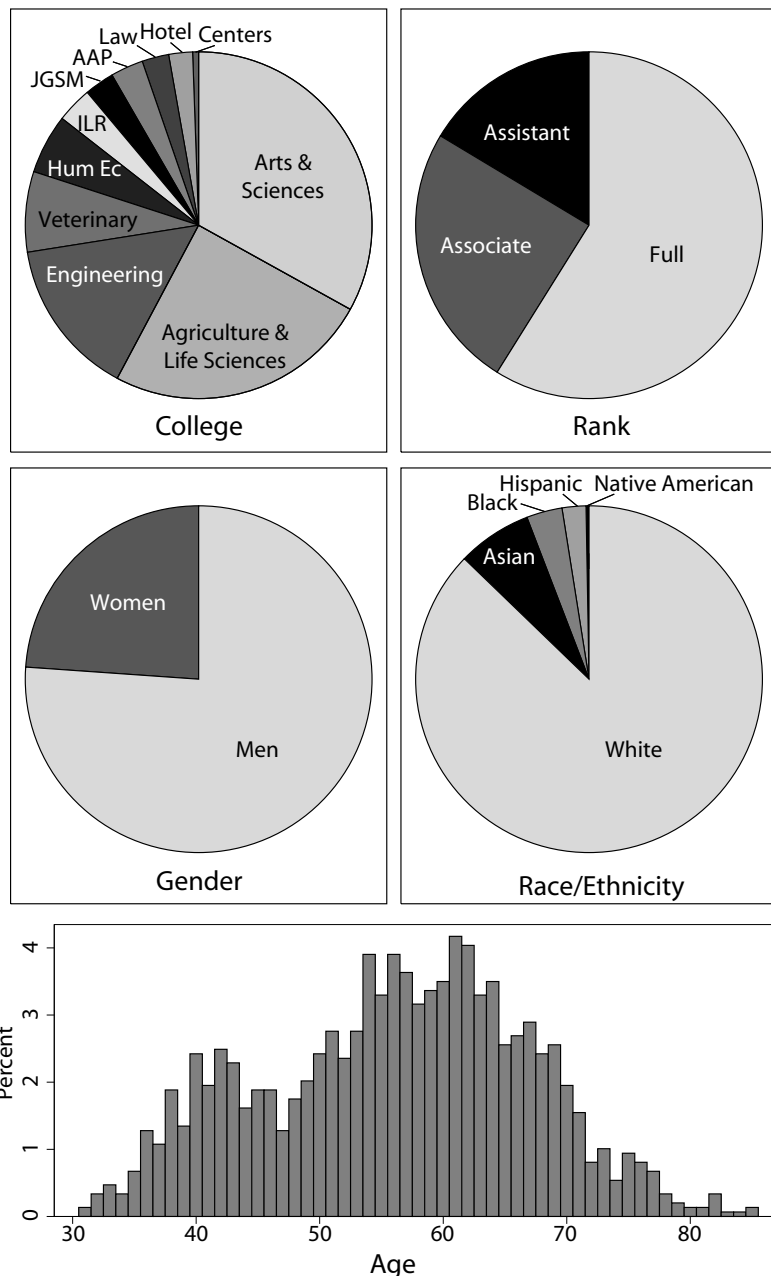 Law Hotel Centers
AAP
JGSM
ILR
Hum Ec
Veterinary
Engineering
Arts &
Sciences
Agriculture &
Life Sciences
College
Assistant
Associate
Full
Rank
Women
Men
Gender
Hispanic Native American
Black
Asian
White
Race/Ethnicity
Percent
4
3
2
1
0
30 40 50 60 70 80
Age